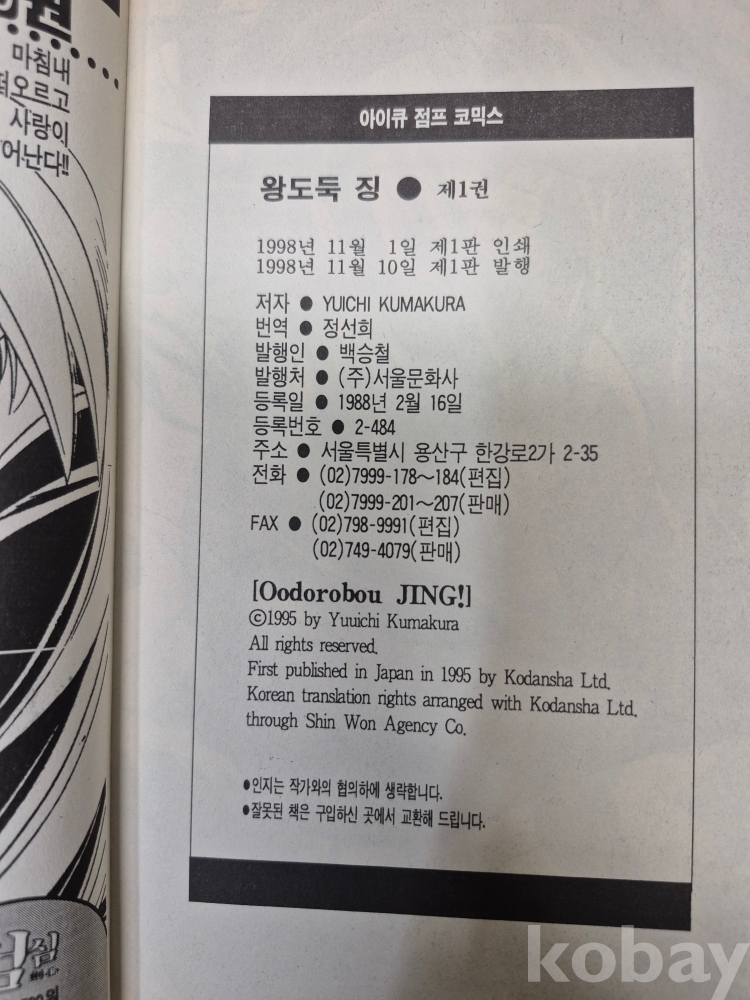 마침내
떠오르고
사랑이
어난다!!
아이큐 점프 코믹스
왕도둑 징 ● 제1권
1998년 11월 1일 제1판 인쇄
1998년 11월 10일 제1판 발행
저자 ● YUICHI KUMAKURA
번역 ● 정선희
발행인 ● 백승철
발행처 ● (주)서울문화사
등록일 ● 1988년 2월 16일
등록번호 ● 2-484
주소 ● 서울특별시 용산구 한강로2가 2-35
전화 ● (02)7999-178~184(편집)
(02)7999-201~207(판매)
FAX ● (02)798-9991(편집)
(02)749-4079(판매)
[Oodorobou JING!]
ⓒ1995 by Yuuichi Kumakura
All rights reserved.
First published in Japan in 1995 by Kodansha Ltd.
Korean translation rights arranged with Kodansha Ltd.
through Shin Won Agency Co.
●인지는 작가와의 협의하에 생략합니다.
●잘못된 책은 구입하신 곳에서 교환해 드립니다.
kobay